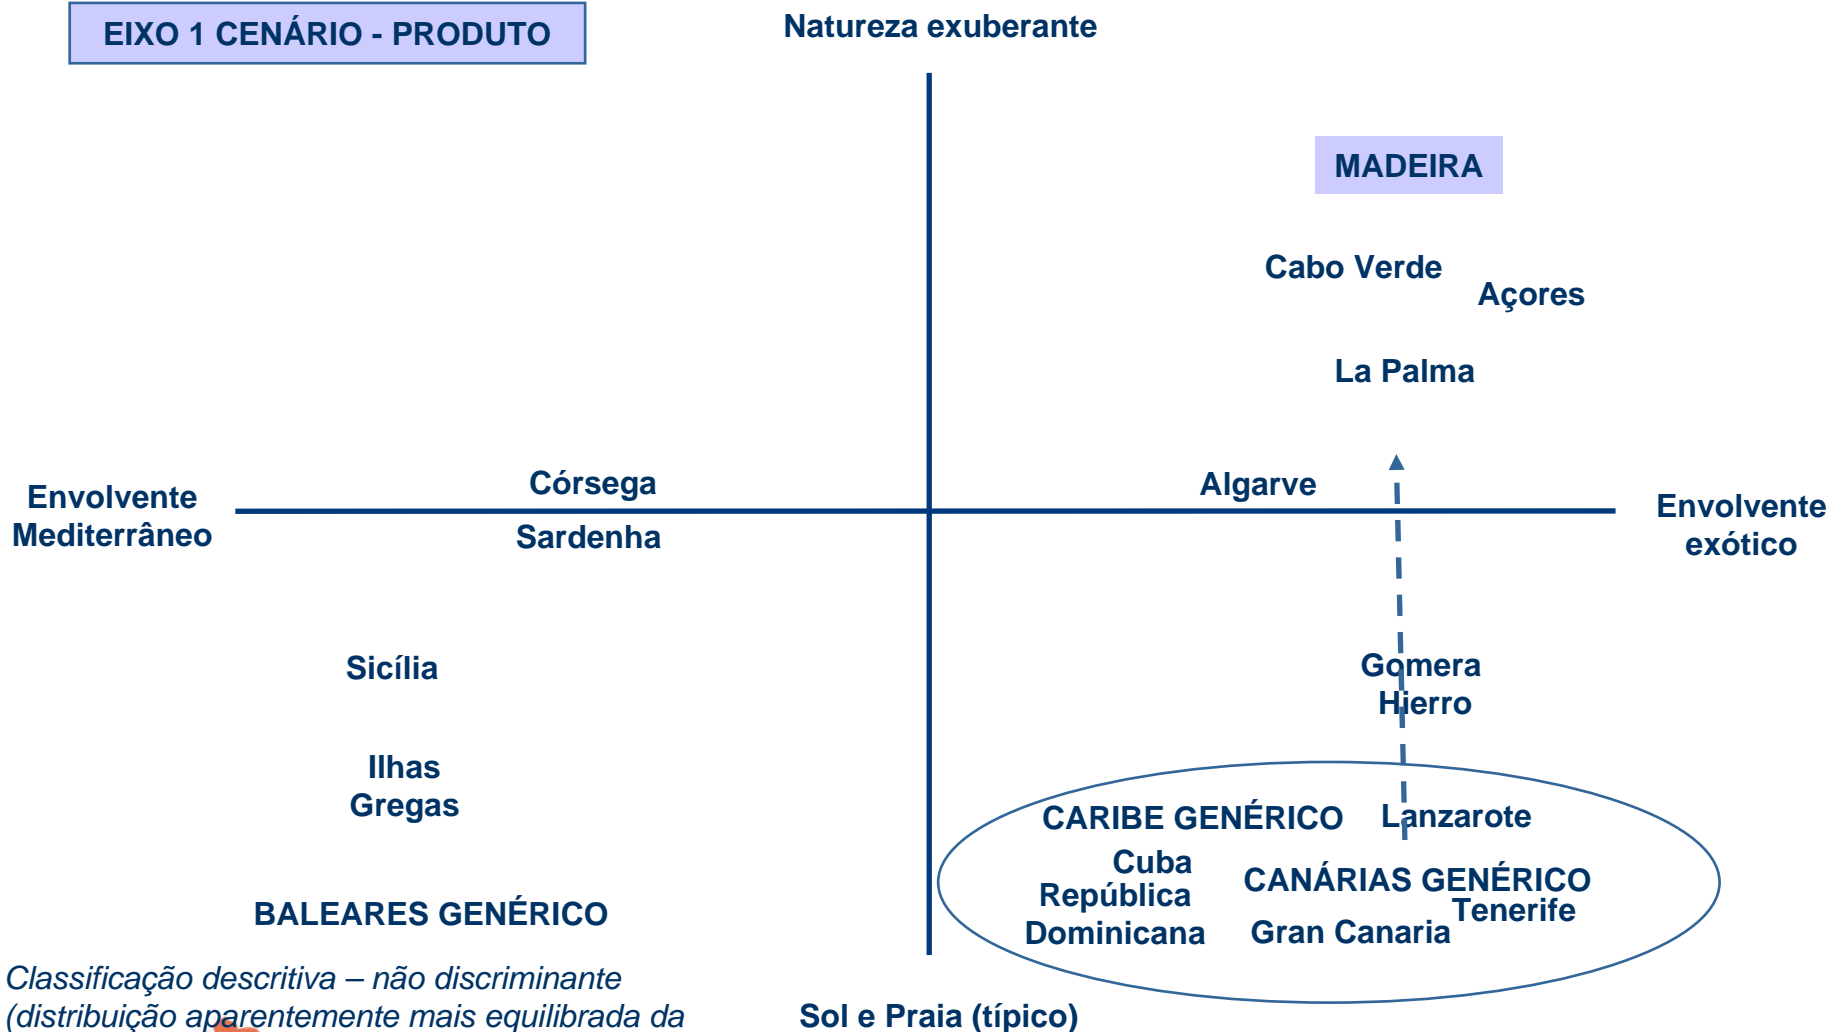 EIXO 1 CENÁRIO - PRODUTO
Natureza exuberante
MADEIRA
Cabo Verde
Açores
La Palma
Envolvente
Mediterrâneo
Córsega
Sardenha
Algarve
Envolvente
exótico
Sicília
Gomera
Hierro
Ilhas
Gregas
CARIBE GENÉRICO
Lanzarote
Cuba
República
Dominicana
CANÁRIAS GENÉRICO
Tenerife
Gran Canaria
BALEARES GENÉRICO
Classificação descritiva – não discriminante
(distribuição aparentemente mais equilibrada da
Sol e Praia (típico)